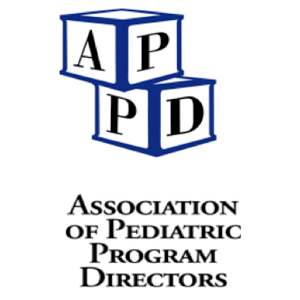 A P
P D
ASSOCIATION
OF PEDIATRIC
PROGRAM
DIRECTORS